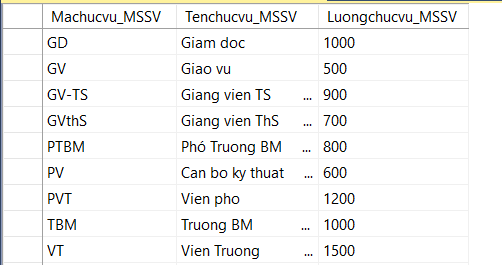 Machucvu_MSSV Tenchucvu_MSSV Luongchucvu_MSSV
GD Giam doc 1000
GV Giao vu 500
GV-TS Giang vien TS ... 900
GVthS Giang vien ThS ... 700
PTBM Phó Truong BM ... 800
PV Can bo ky thuat ... 600
PVT Vien pho 1200
TBM Truong BM ... 1000
VT Vien Truong ... 1500